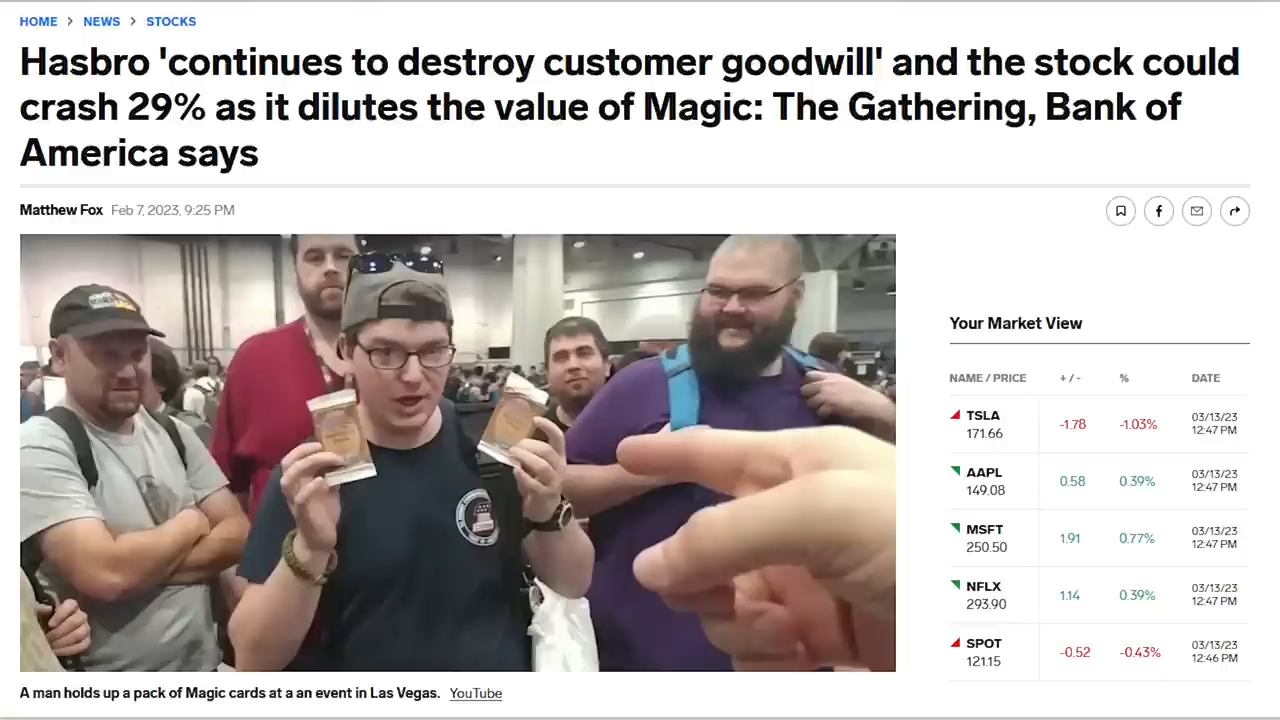 HOME > NEWS > STOCKS
Hasbro 'continues to destroy customer goodwill' and the stock could
crash 29% as it dilutes the value of Magic: The Gathering, Bank of
America says
Matthew Fox Feb 7, 2023, 9:25 PM
A man holds up a pack of Magic cards at a an event in Las Vegas. YouTube
Your Market View
NAME / PRICE + / - % DATE
TSLA
171.66
-1.78 -1.03%
03/13/23
12:47 PM
AAPL
149.08
0.58 0.39%
03/13/23
12:47 PM
MSFT
250.50
1.91 0.77%
03/13/23
12:47 PM
NFLX
293.90
1.14 0.39%
03/13/23
12:47 PM
SPOT
121.15
-0.52 -0.43%
03/13/23
12:46 PM